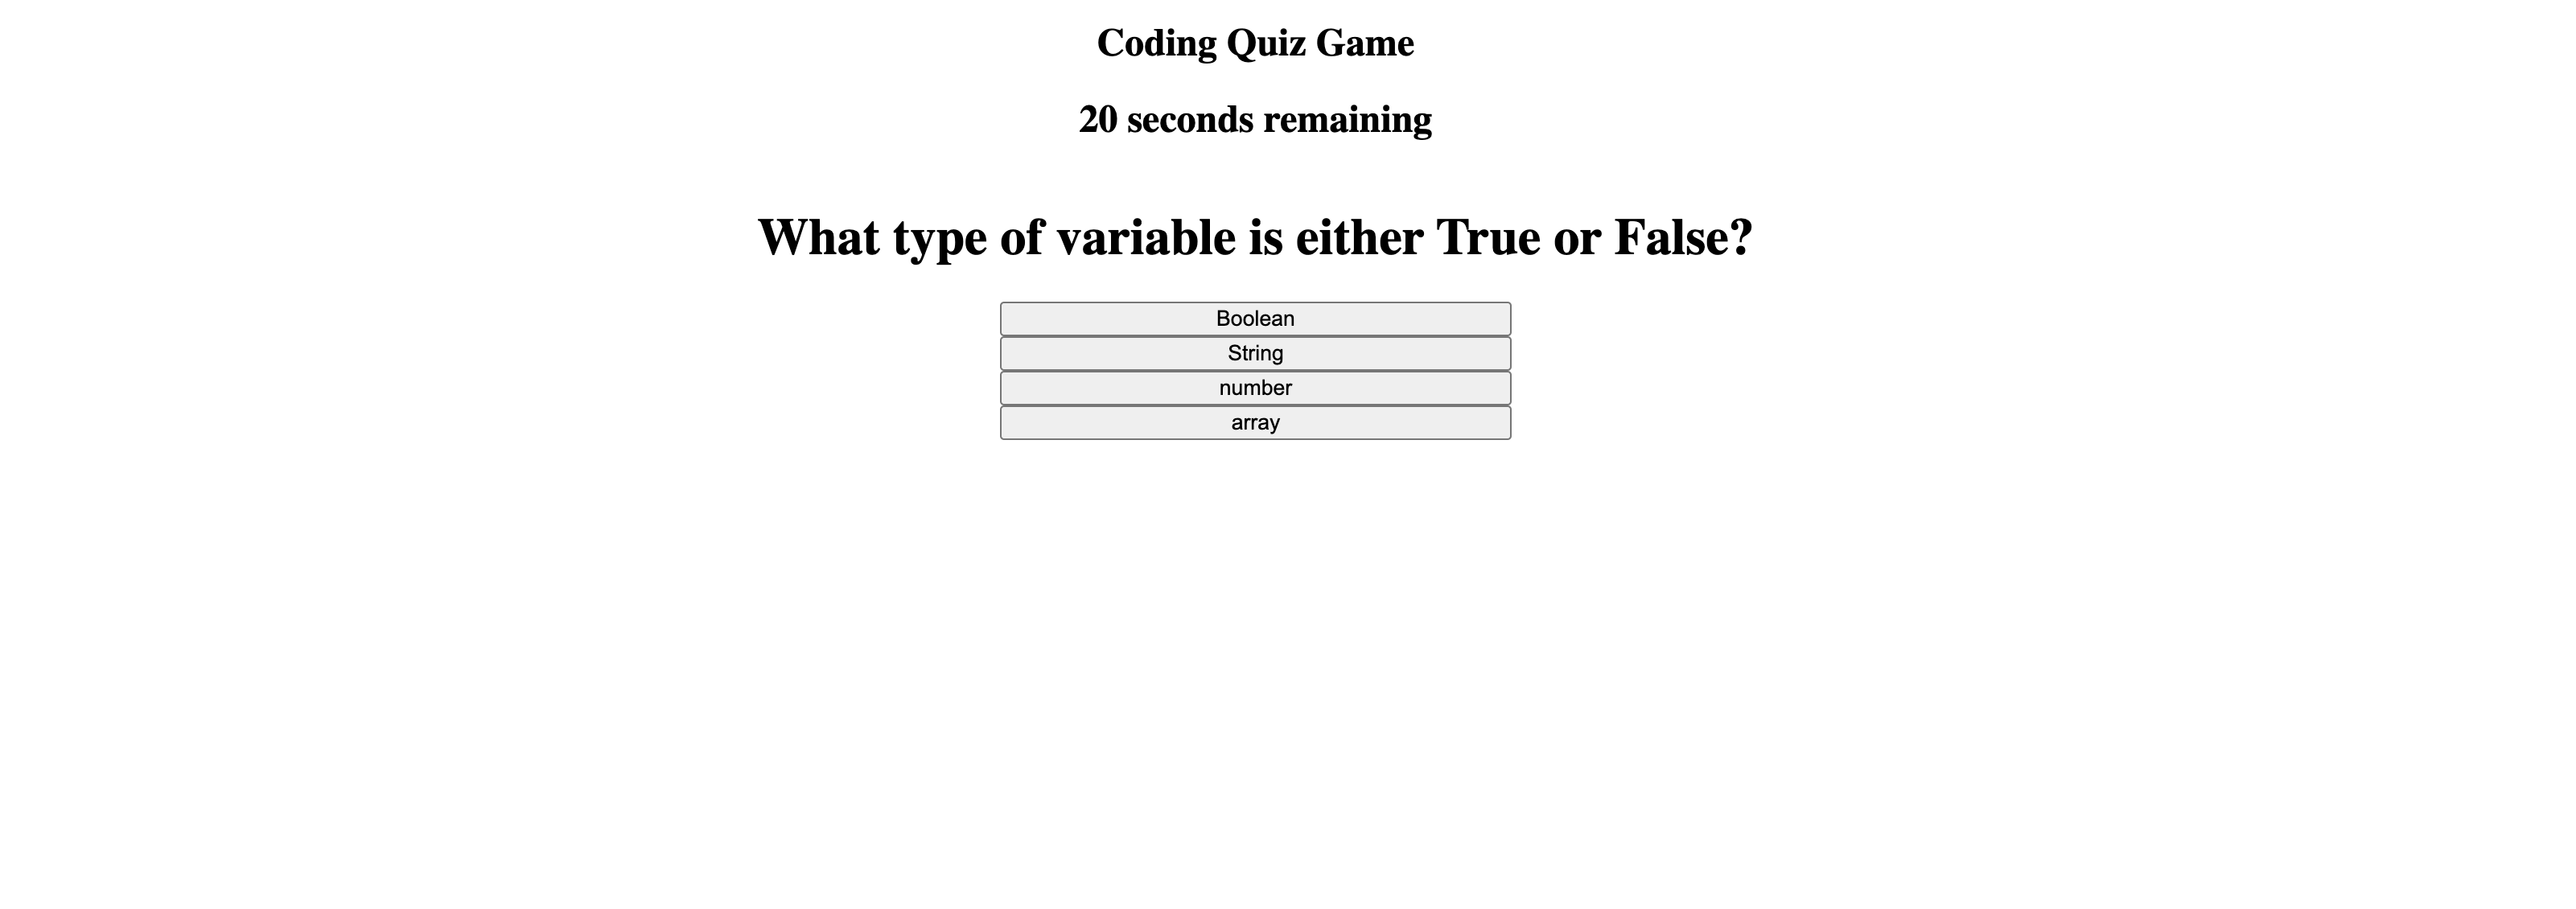 Coding Quiz Game
20 seconds remaining
What type of variable is either True or False?
Boolean
String
number
array